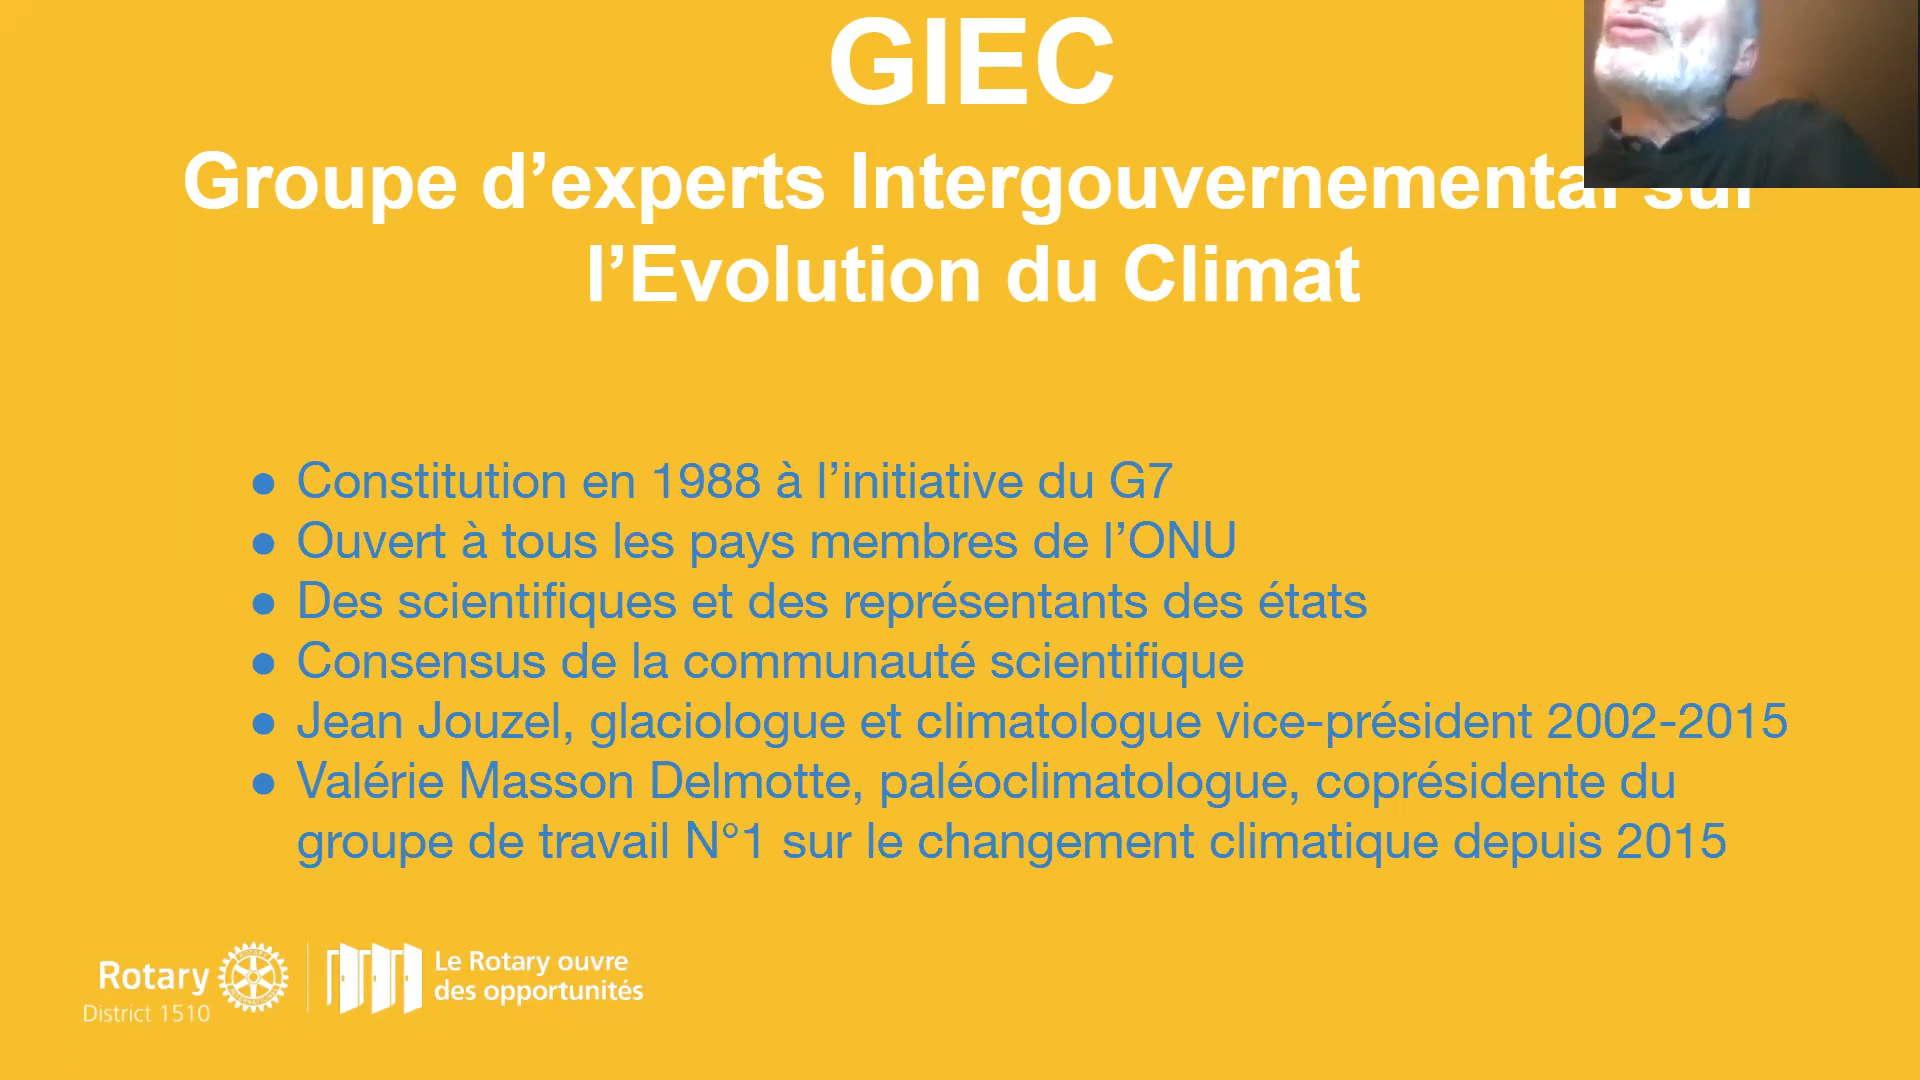 GIEC
Groupe d’experts Intergouvernemental sur
l’Evolution du Climat
● Constitution en 1988 à l’initiative du G7
● Ouvert à tous les pays membres de l’ONU
● Des scientifiques et des représentants des états
● Consensus de la communauté scientifique
● Jean Jouzel, glaciologue et climatologue vice-président 2002-2015
● Valérie Masson Delmotte, paléoclimatologue, coprésidente du
groupe de travail N°1 sur le changement climatique depuis 2015
Rotary
District 1510
Le Rotary ouvre
des opportunités